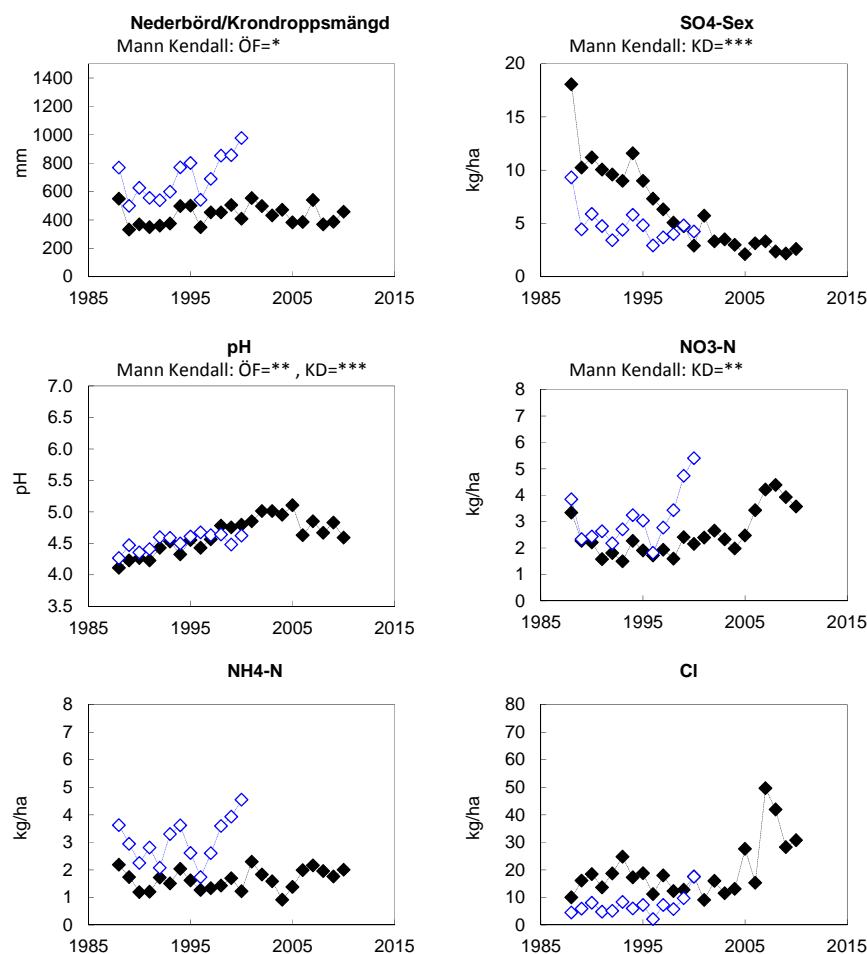 Nederbörd/Krondroppsmängd
Mann Kendall: ÖF=*
1400
1200
1000
800
600
400
200
0
mm
1985 1995 2005 2015
SO4-Sex
Mann Kendall: KD=***
20
15
10
5
0
kg/ha
1985 1995 2005 2015
pH
Mann Kendall: ÖF=** , KD=***
7.0
6.0
5.5
5.0
4.5
4.0
3.5
pH
1985 1995 2005 2015
NO3-N
Mann Kendall: KD=**
8
7
6
5
4
3
2
1
0
kg/ha
1985 1995 2005 2015
NH4-N
8
7
6
5
4
3
2
1
0
kg/ha
1985 1995 2005 2015
Cl
80
70
60
50
40
30
20
10
0
kg/ha
1985 1995 2005 2015